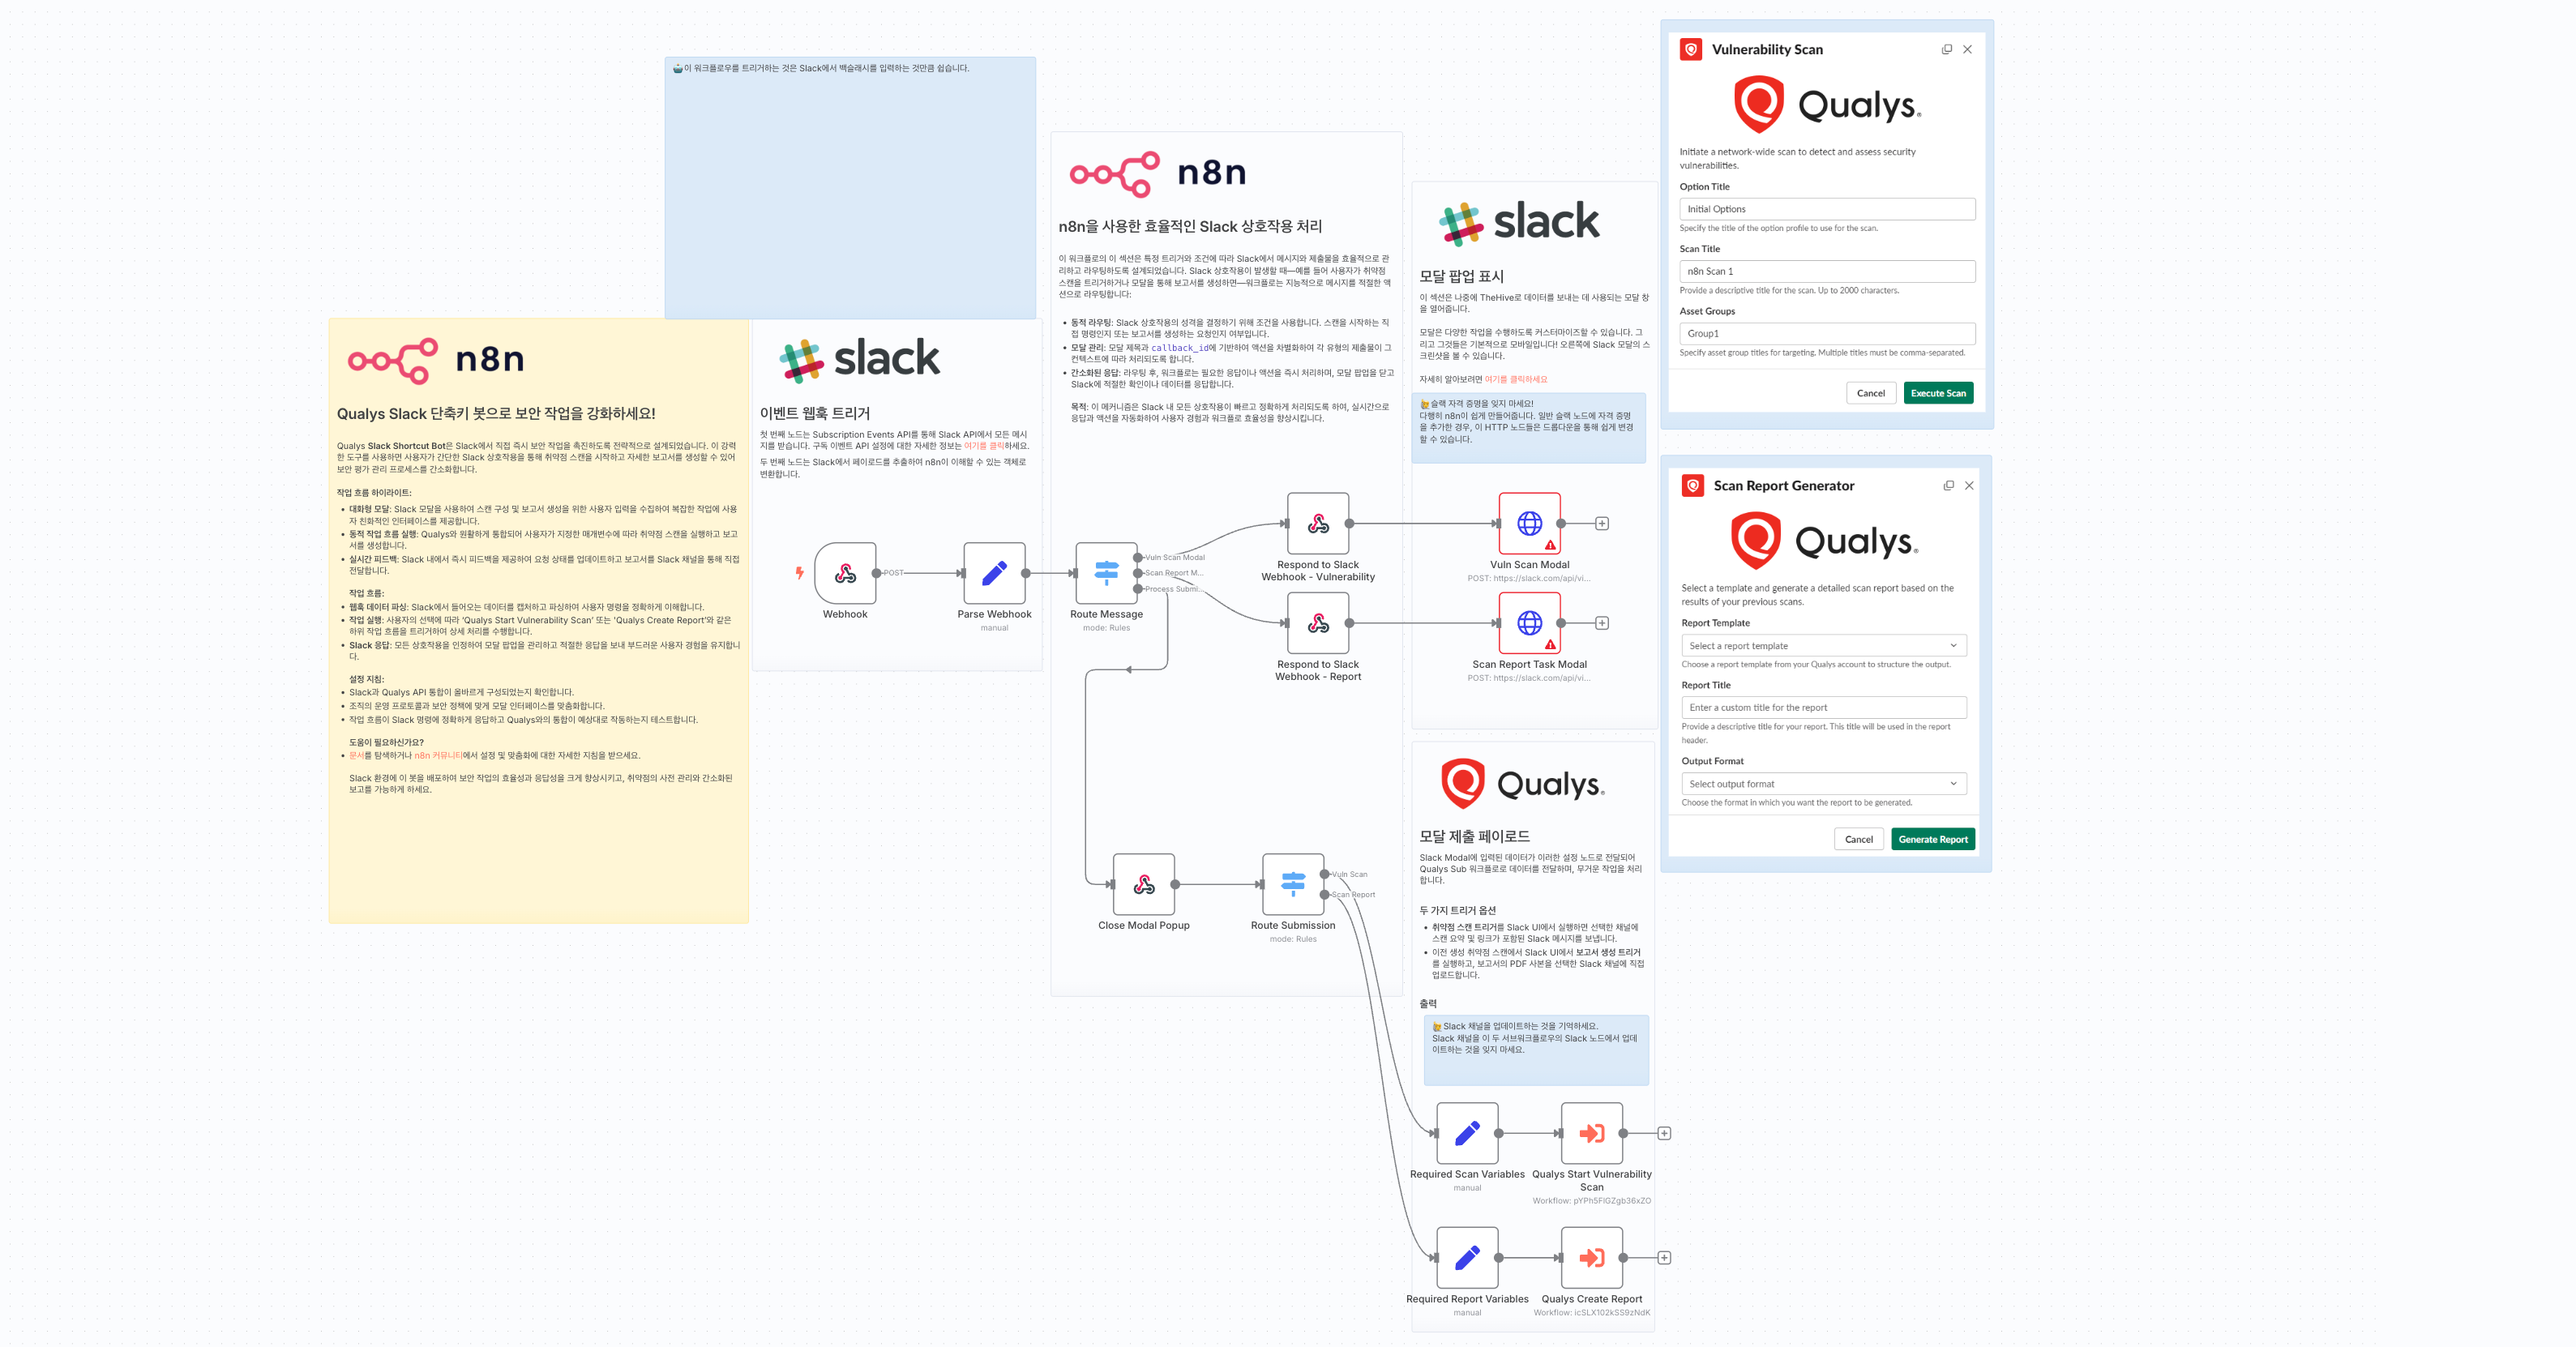 🤖이 워크플로우를 트리거하는 것은 Slack에서 백슬래시를 입력하는 것만큼 쉽습니다.
n8n
Qualys Slack 단축키 봇으로 보안 작업을 강화하세요!
Qualys Slack Shortcut Bot은 Slack에서 직접 즉시 보안 작업을 촉진하도록 전략적으로 설계되었습니다. 이 강력
한 도구를 사용하면 사용자가 간단한 Slack 상호작용을 통해 취약점 스캔을 시작하고 자세한 보고서를 생성할 수 있어
보안 평가 관리 프로세스를 간소화합니다.
작업 흐름 하이라이트:
• 대화형 모달: Slack 모달을 사용하여 스캔 구성 및 보고서 생성을 위한 사용자 입력을 수집하여 복잡한 작업에 사용
자 친화적인 인터페이스를 제공합니다.
• 동적 작업 흐름 실행: Qualys와 원활하게 통합되어 사용자가 지정한 매개변수에 따라 취약점 스캔을 실행하고 보고
서를 생성합니다.
• 실시간 피드백: Slack 내에서 즉시 피드백을 제공하여 요청 상태를 업데이트하고 보고서를 Slack 채널을 통해 직접
전달합니다.
작업 흐름:
• 웹훅 데이터 파싱: Slack에서 들어오는 데이터를 캡처하고 파싱하여 사용자 명령을 정확하게 이해합니다.
• 작업 실행: 사용자의 선택에 따라 'Qualys Start Vulnerability Scan' 또는 'Qualys Create Report'와 같은
하위 작업 흐름을 트리거하여 상세 처리를 수행합니다.
• Slack 응답: 모든 상호작용을 인정하여 모달 팝업을 관리하고 적절한 응답을 보내 부드러운 사용자 경험을 유지합니
다.
설정 지침:
• Slack과 Qualys API 통합이 올바르게 구성되었는지 확인합니다.
• 조직의 운영 프로토콜과 보안 정책에 맞게 모달 인터페이스를 맞춤화합니다.
• 작업 흐름이 Slack 명령에 정확하게 응답하고 Qualys와의 통합이 예상대로 작동하는지 테스트합니다.
도움이 필요하신가요?
• 문서를 탐색하거나 n8n 커뮤니티에서 설정 및 맞춤화에 대한 자세한 지침을 받으세요.
Slack 환경에 이 봇을 배포하여 보안 작업의 효율성과 응답성을 크게 향상시키고, 취약점의 사전 관리와 간소화된
보고를 가능하게 하세요.
slack
이벤트 웹훅 트리거
첫 번째 노드는 Subscription Events API를 통해 Slack API에서 모든 메시
지를 받습니다. 구독 이벤트 API 설정에 대한 자세한 정보는 여기를 클릭하세요.
두 번째 노드는 Slack에서 페이로드를 추출하여 n8n이 이해할 수 있는 객체로
변환합니다.
POST
Webhook
Parse Webhook
manual
n8n
n8n을 사용한 효율적인 Slack 상호작용 처리
이 워크플로의 이 섹션은 특정 트리거와 조건에 따라 Slack에서 메시지와 제출물을 효율적으로 관
리하고 라우팅하도록 설계되었습니다. Slack 상호작용이 발생할 때—예를 들어 사용자가 취약점
스캔을 트리거하거나 모달을 통해 보고서를 생성하면—워크플로는 지능적으로 메시지를 적절한 액
션으로 라우팅합니다:
• 동적 라우팅: Slack 상호작용의 성격을 결정하기 위해 조건을 사용합니다. 스캔을 시작하는 직
접 명령인지 또는 보고서를 생성하는 요청인지 여부입니다.
• 모달 관리: 모달 제목과 callback_id에 기반하여 액션을 차별화하여 각 유형의 제출물이 그
컨텍스트에 따라 처리되도록 합니다.
• 간소화된 응답: 라우팅 후, 워크플로는 필요한 응답이나 액션을 즉시 처리하며, 모달 팝업을 닫고
Slack에 적절한 확인이나 데이터를 응답합니다.
목적: 이 메커니즘은 Slack 내 모든 상호작용이 빠르고 정확하게 처리되도록 하여, 실시간으로
응답과 액션을 자동화하여 사용자 경험과 워크플로 효율성을 향상시킵니다.
Vuln Scan Modal
Scan Report M...
Process Submi...
Route Message
mode: Rules
Respond to Slack
Webhook - Vulnerability
Respond to Slack
Webhook - Report
Close Modal Popup
Vuln Scan
Scan Report
Route Submission
mode: Rules
slack
모달 팝업 표시
이 섹션은 나중에 TheHive로 데이터를 보내는 데 사용되는 모달 창
을 열어줍니다.
모달은 다양한 작업을 수행하도록 커스터마이즈할 수 있습니다. 그
리고 그것들은 기본적으로 모바일입니다! 오른쪽에 Slack 모달의 스
크린샷을 볼 수 있습니다.
자세히 알아보려면 여기를 클릭하세요
🙋슬랙 자격 증명을 잊지 마세요!
다행히 n8n이 쉽게 만들어줍니다. 일반 슬랙 노드에 자격 증명
을 추가한 경우, 이 HTTP 노드들은 드롭다운을 통해 쉽게 변경
할 수 있습니다.
Vuln Scan Modal
POST: https://slack.com/api/vi...
Scan Report Task Modal
POST: https://slack.com/api/vi...
Qualys.
모달 제출 페이로드
Slack Modal에 입력된 데이터가 이러한 설정 노드로 전달되어
Qualys Sub 워크플로로 데이터를 전달하며, 무거운 작업을 처리
합니다.
두 가지 트리거 옵션
• 취약점 스캔 트리거를 Slack UI에서 실행하면 선택한 채널에
스캔 요약 및 링크가 포함된 Slack 메시지를 보냅니다.
• 이전 생성 취약점 스캔에서 Slack UI에서 보고서 생성 트리거
를 실행하고, 보고서의 PDF 사본을 선택한 Slack 채널에 직접
업로드합니다.
출력
🙋Slack 채널을 업데이트하는 것을 기억하세요.
Slack 채널을 이 두 서브워크플로우의 Slack 노드에서 업데
이트하는 것을 잊지 마세요.
Required Scan Variables
manual
Qualys Start Vulnerability
Scan
Workflow: pYPh5FlGZgb36xZO
Required Report Variables
manual
Qualys Create Report
Workflow: icSLX102kSS9zNdK
Vulnerability Scan
Qualys.
Initiate a network-wide scan to detect and assess security
vulnerabilities.
Option Title
Initial Options
Specify the title of the option profile to use for the scan.
Scan Title
n8n Scan 1
Provide a descriptive title for the scan. Up to 2000 characters.
Asset Groups
Group1
Specify asset group titles for targeting. Multiple titles must be comma-separated.
Cancel
Execute Scan
Scan Report Generator
Qualys.
Select a template and generate a detailed scan report based on the
results of your previous scans.
Report Template
Select a report template
Choose a report template from your Qualys account to structure the output.
Report Title
Enter a custom title for the report
Provide a descriptive title for your report. This title will be used in the report
header.
Output Format
Select output format
Choose the format in which you want the report to be generated.
Cancel
Generate Report